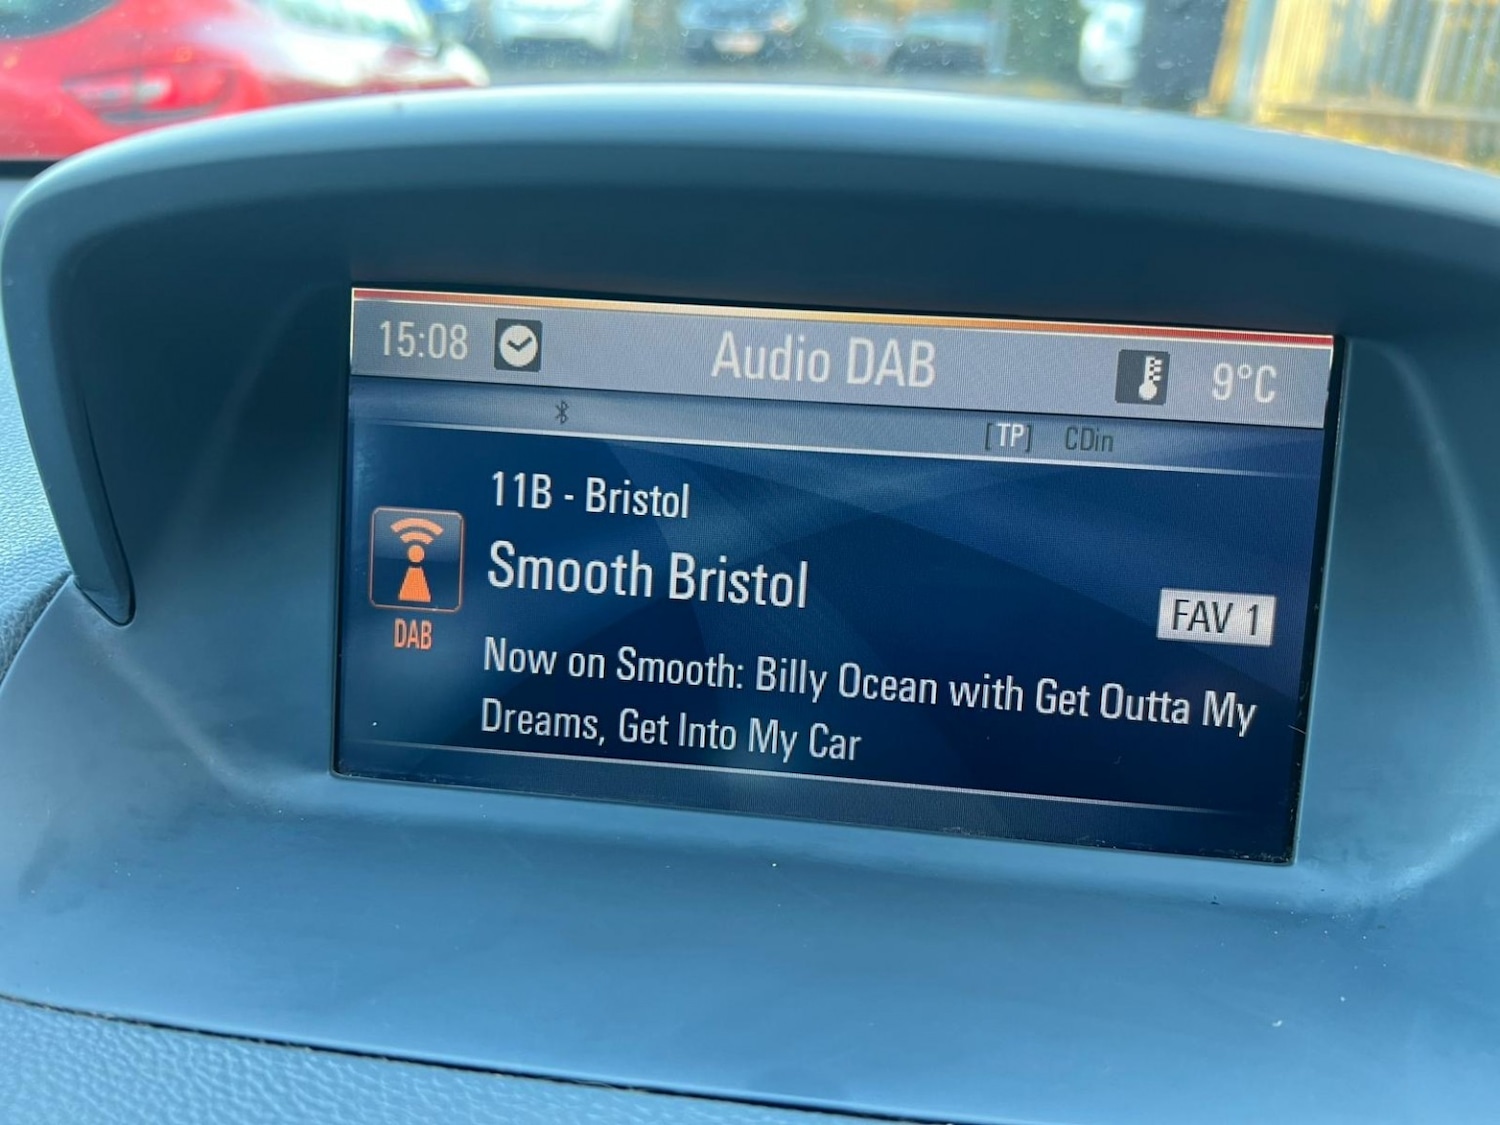 15:08 Audio DAB 9°C
[TP] CDin
11B - Bristol
Smooth Bristol
FAV 1
DAB
Now on Smooth: Billy Ocean with Get Outta My
Dreams, Get Into My Car